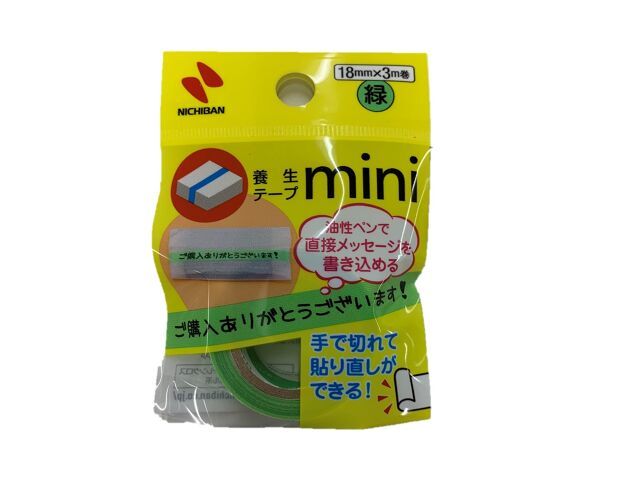 NICHIBAN
18mm×3m巻
緑
養生
テープ
mini
油性ペンで
直接メッセージを
書き込める
ご購入ありがとうございます!
ご購入ありがとうございます!
手で切れて
貼り直しが
できる!